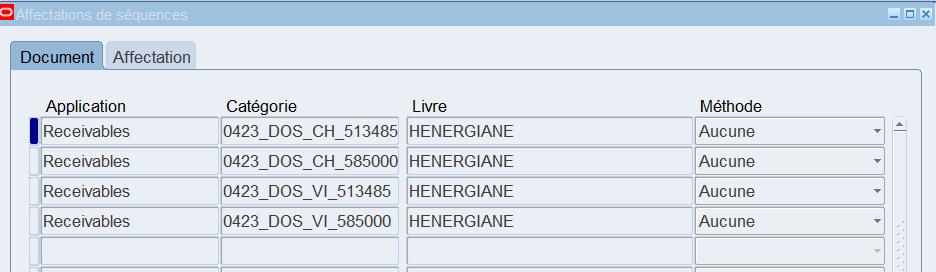 Affectations de séquences
Document Affectation
Application Catégorie Livre Méthode
Receivables 0423_DOS_CH_513485 HENERGIANE Aucune
Receivables 0423_DOS_CH_585000 HENERGIANE Aucune
Receivables 0423_DOS_VI_513485 HENERGIANE Aucune
Receivables 0423_DOS_VI_585000 HENERGIANE Aucune